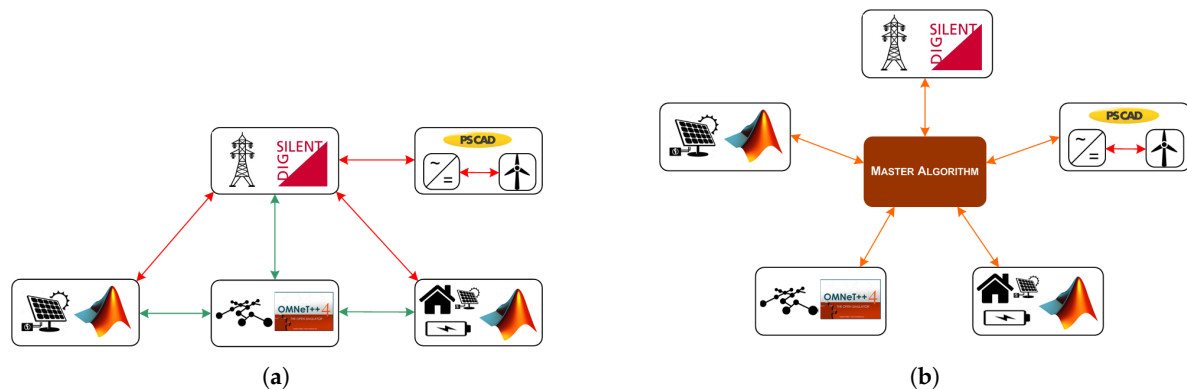 DIG SILENT
PSCAD
~
=
OMNeT++ 4
(a)
DIG SILENT
PSCAD
~
=
MASTER ALGORITHM
OMNeT++ 4
(b)